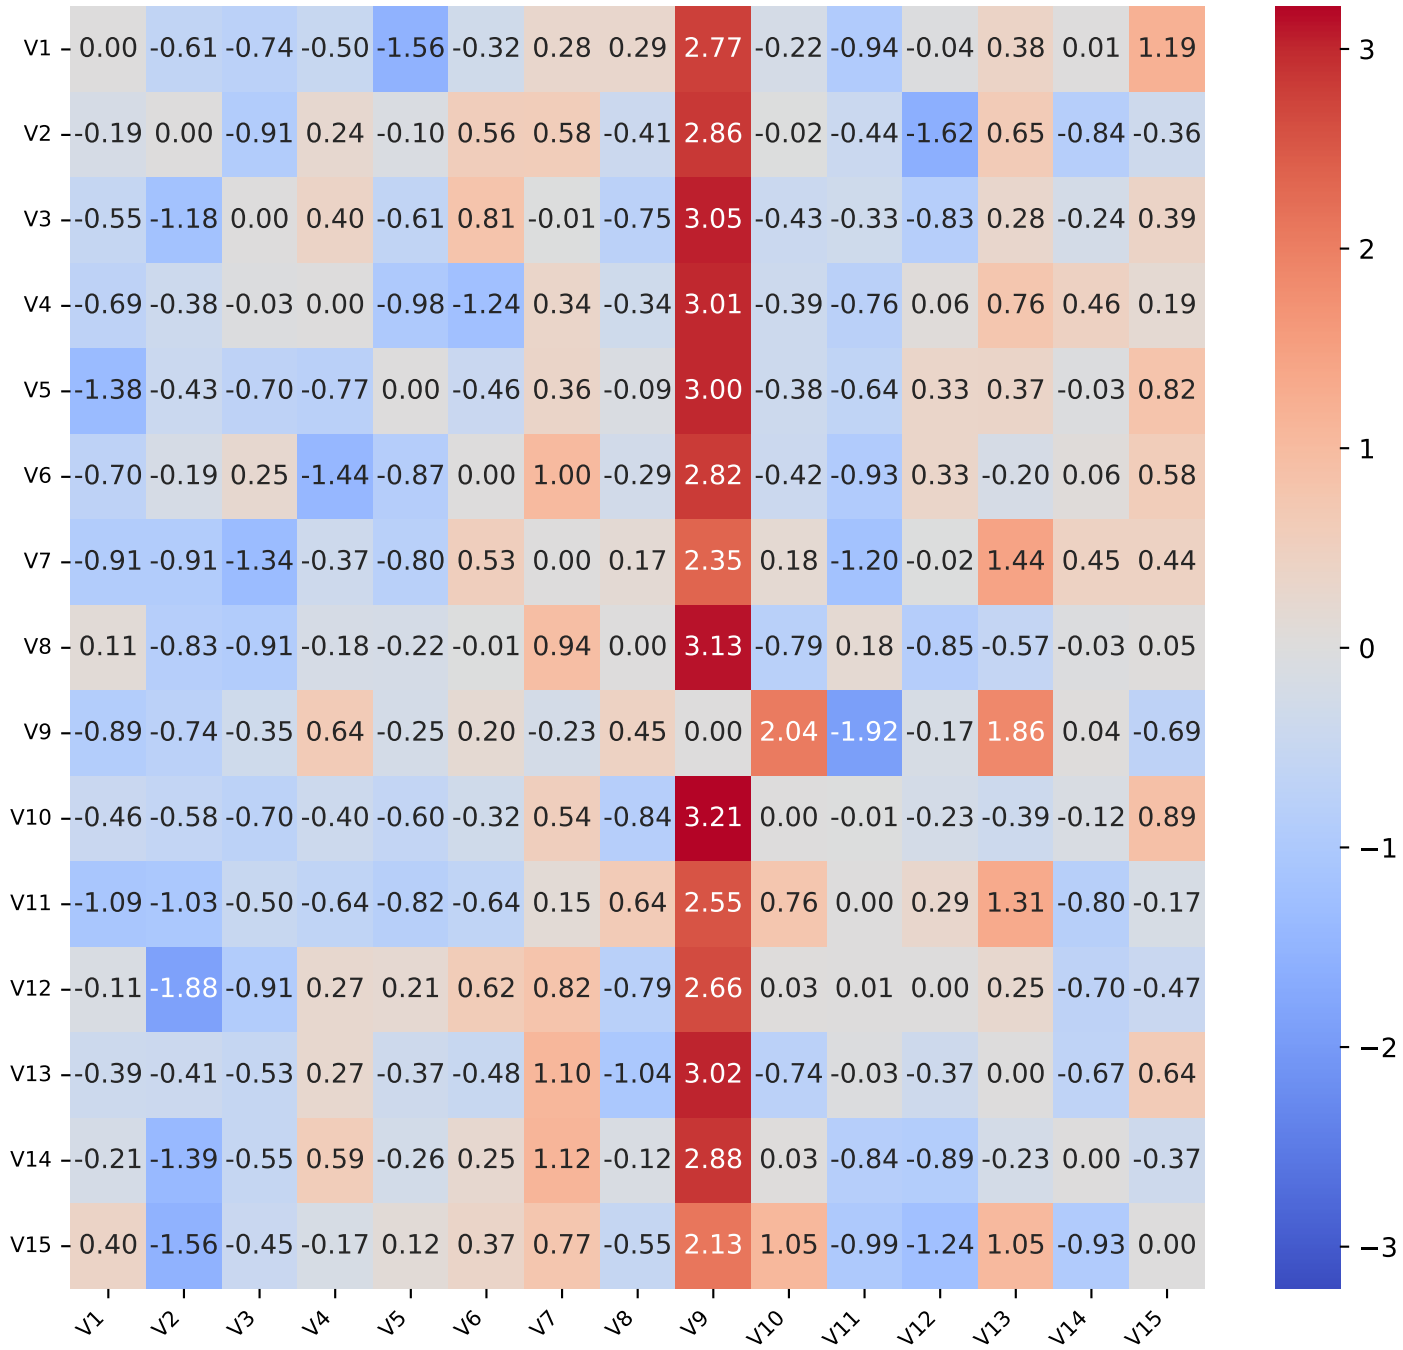 V1 0.00 -0.61 -0.74 -0.50 -1.56 -0.32 0.28 0.29 2.77 -0.22 -0.94 -0.04 0.38 0.01 1.19
V2 -0.19 0.00 -0.91 0.24 -0.10 0.56 0.58 -0.41 2.86 -0.02 -0.44 -1.62 0.65 -0.84 -0.36
V3 -0.55 -1.18 0.00 0.40 -0.61 0.81 -0.01 -0.75 3.05 -0.43 -0.33 -0.83 0.28 -0.24 0.39
V4 -0.69 -0.38 -0.03 0.00 -0.98 -1.24 0.34 -0.34 3.01 -0.39 -0.76 0.06 0.76 0.46 0.19
V5 -1.38 -0.43 -0.70 -0.77 0.00 -0.46 0.36 -0.09 3.00 -0.38 -0.64 0.33 0.37 -0.03 0.82
V6 -0.70 -0.19 0.25 -1.44 -0.87 0.00 1.00 -0.29 2.82 -0.42 -0.93 0.33 -0.20 0.06 0.58
V7 -0.91 -0.91 -1.34 -0.37 -0.80 0.53 0.00 0.17 2.35 0.18 -1.20 -0.02 1.44 0.45 0.44
V8 0.11 -0.83 -0.91 -0.18 -0.22 -0.01 0.94 0.00 3.13 -0.79 0.18 -0.85 -0.57 -0.03 0.05
V9 -0.89 -0.74 -0.35 0.64 -0.25 0.20 -0.23 0.45 0.00 2.04 -1.92 -0.17 1.86 0.04 -0.69
V10 -0.46 -0.58 -0.70 -0.40 -0.60 -0.32 0.54 -0.84 3.21 0.00 -0.01 -0.23 -0.39 -0.12 0.89
V11 -1.09 -1.03 -0.50 -0.64 -0.82 -0.64 0.15 0.64 2.55 0.76 0.00 0.29 1.31 -0.80 -0.17
V12 -0.11 -1.88 -0.91 0.27 0.21 0.62 0.82 -0.79 2.66 0.03 0.01 0.00 0.25 -0.70 -0.47
V13 -0.39 -0.41 -0.53 0.27 -0.37 -0.48 1.10 -1.04 3.02 -0.74 -0.03 -0.37 0.00 -0.67 0.64
V14 -0.21 -1.39 -0.55 0.59 -0.26 0.25 1.12 -0.12 2.88 0.03 -0.84 -0.89 -0.23 0.00 -0.37
V15 0.40 -1.56 -0.45 -0.17 0.12 0.37 0.77 -0.55 2.13 1.05 -0.99 -1.24 1.05 -0.93 0.00
V1 V2 V3 V4 V5 V6 V7 V8 V9 V10 V11 V12 V13 V14 V15
3
2
1
0
−1
−2
−3